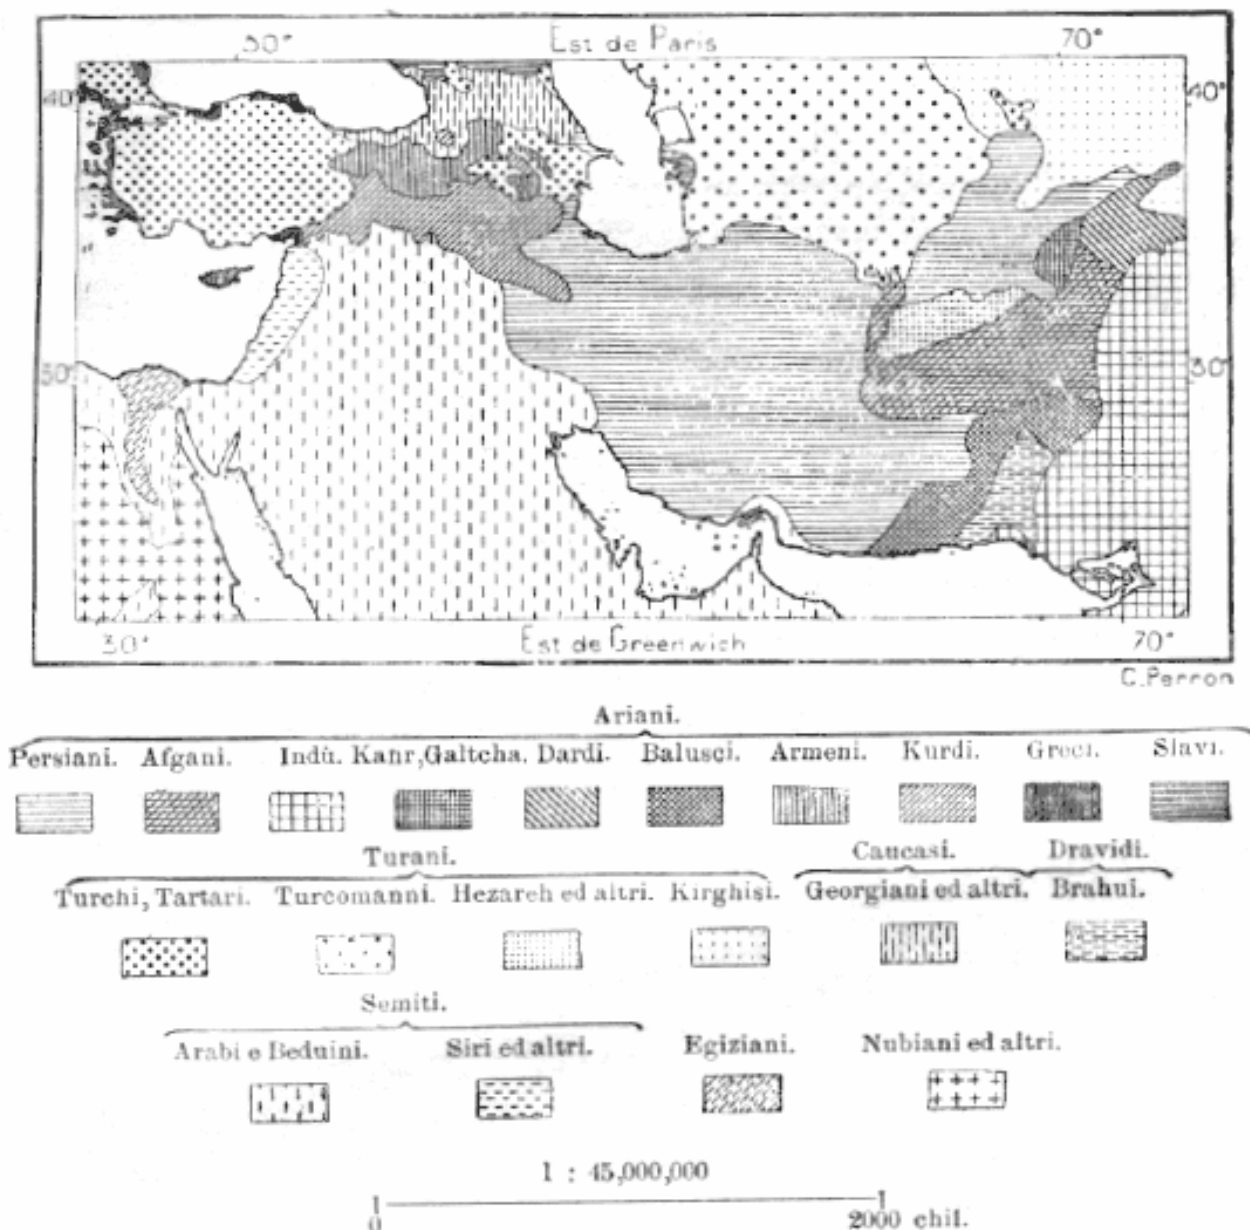 50° Est de Paris 70°
40° 40°
30° 30°
30° Est de Greenwich 70°
C. Perron
Ariani.
Persiani. Afgani. Indù. Kafir, Galtcha. Dardi. Balusci. Armeni. Kurdi. Greci. Slavi.
Turani. Caucasi. Dravidi.
Turchi, Tartari. Turcomanni. Hezareh ed altri. Kirghisi. Georgiani ed altri. Brahui.
Semiti.
Arabi e Beduini. Siri ed altri. Egiziani. Nubiani ed altri.
1 : 45,000,000
0 2000 chil.